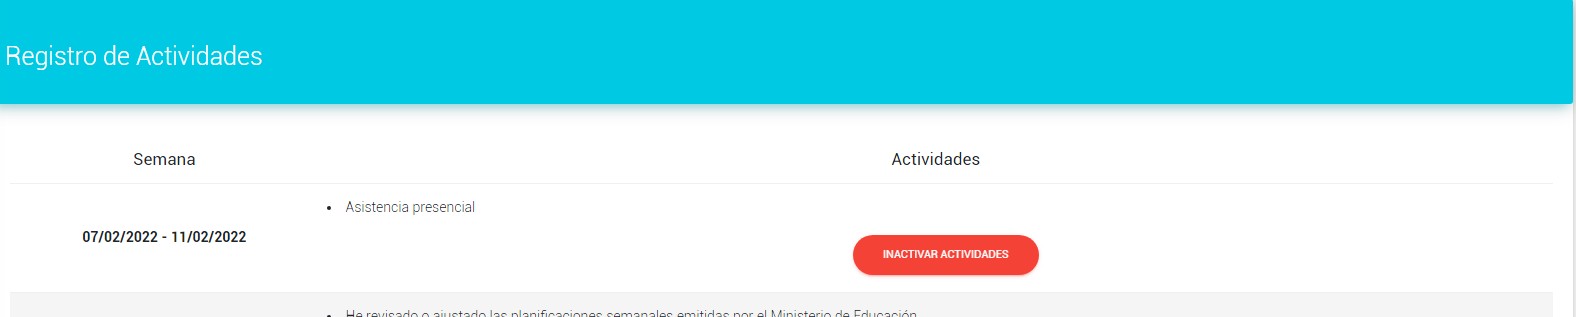 Registro de Actividades
Semana
Actividades
07/02/2022 - 11/02/2022
Asistencia presencial
INACTIVAR ACTIVIDADES
He revisado o ajustado las planificaciones semanales emitidas por el Ministerio de Educación